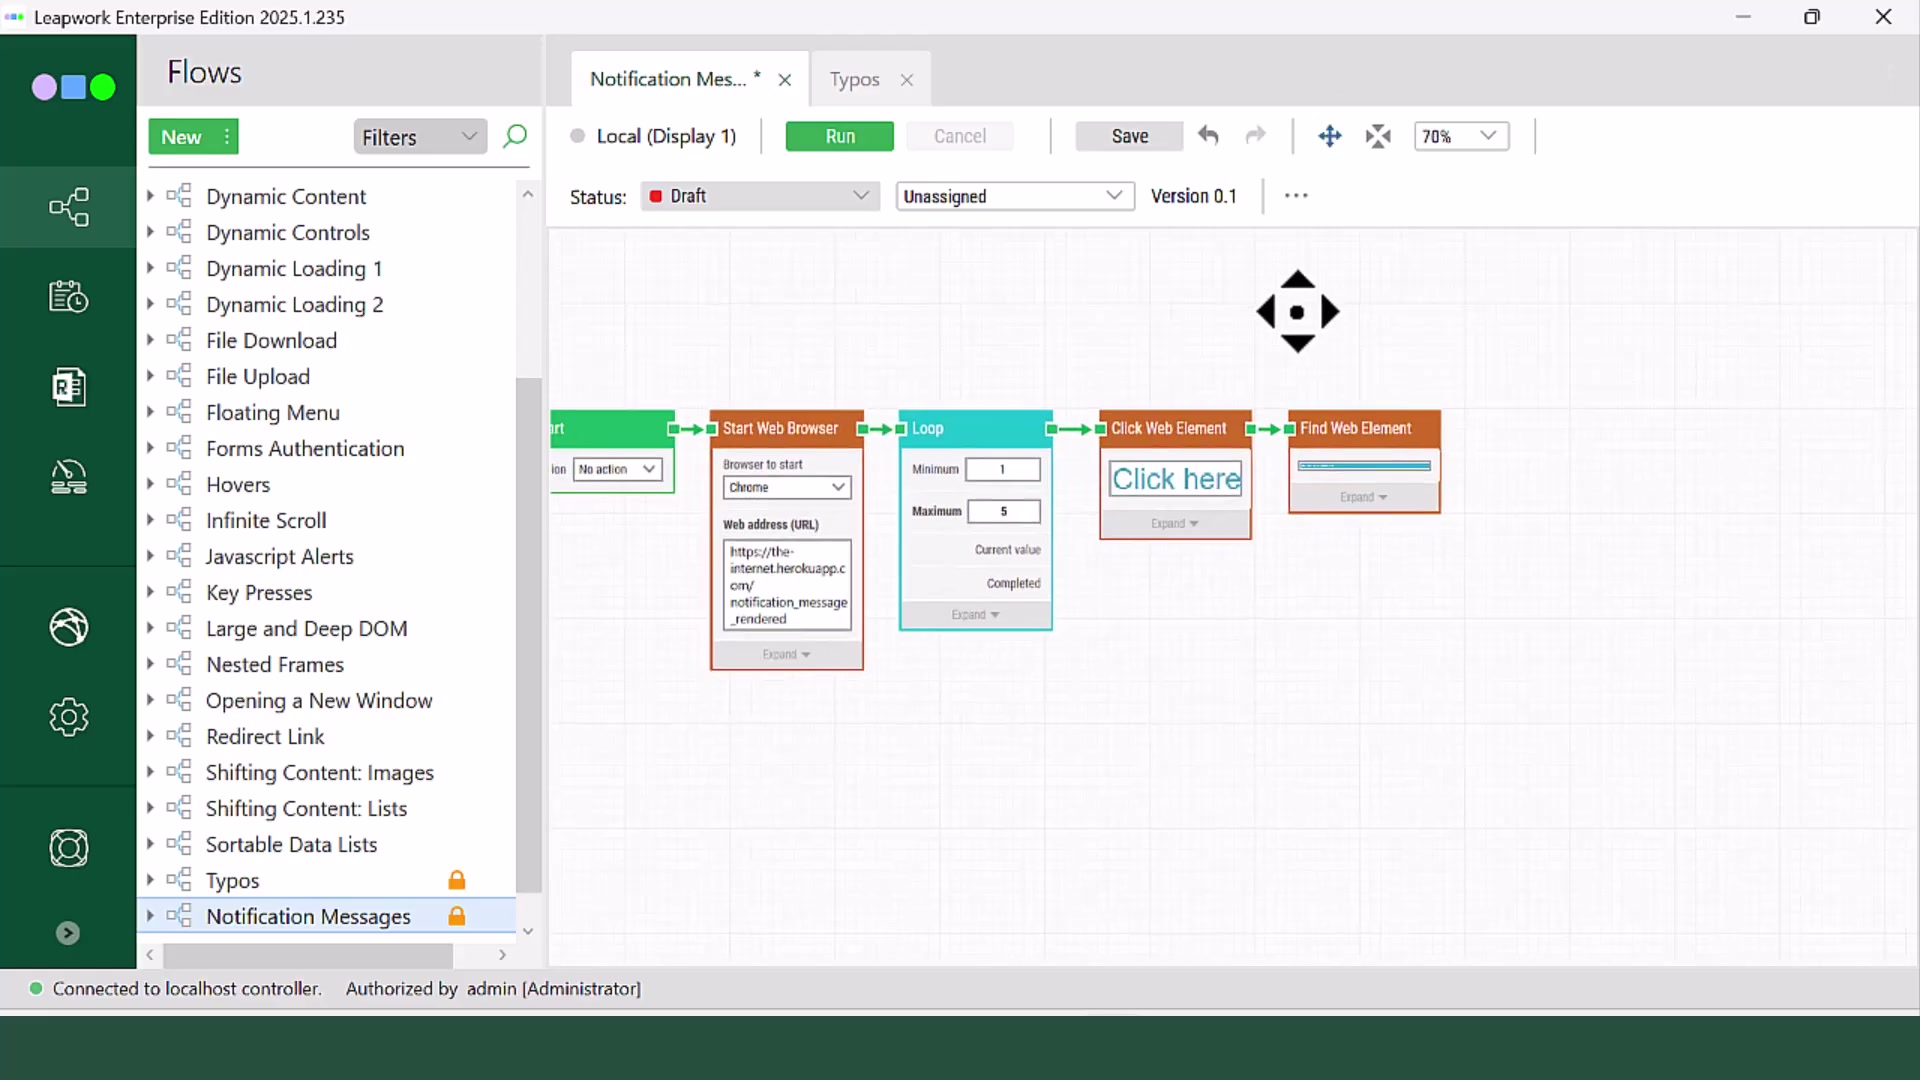 Leapwork Enterprise Edition 2025.1.235
Flows
Notification Mes... *
Typos
New
Filters
Local (Display 1)
Run
Cancel
Save
70%
Status:
Draft
Unassigned
Version 0.1
Dynamic Content
Dynamic Controls
Dynamic Loading 1
Dynamic Loading 2
File Download
File Upload
Floating Menu
Forms Authentication
Hovers
Infinite Scroll
Javascript Alerts
Key Presses
Large and Deep DOM
Nested Frames
Opening a New Window
Redirect Link
Shifting Content: Images
Shifting Content: Lists
Sortable Data Lists
Typos
Notification Messages
art
ion
No action
Start Web Browser
Browser to start
Chrome
Web address (URL)
https://the-
internet.herokuapp.c
om/
notification_message
_rendered
Expand
Loop
Minimum
1
Maximum
5
Current value
Completed
Expand
Click Web Element
Click here
Expand
Find Web Element
Expand
Connected to localhost controller.
Authorized by admin [Administrator]